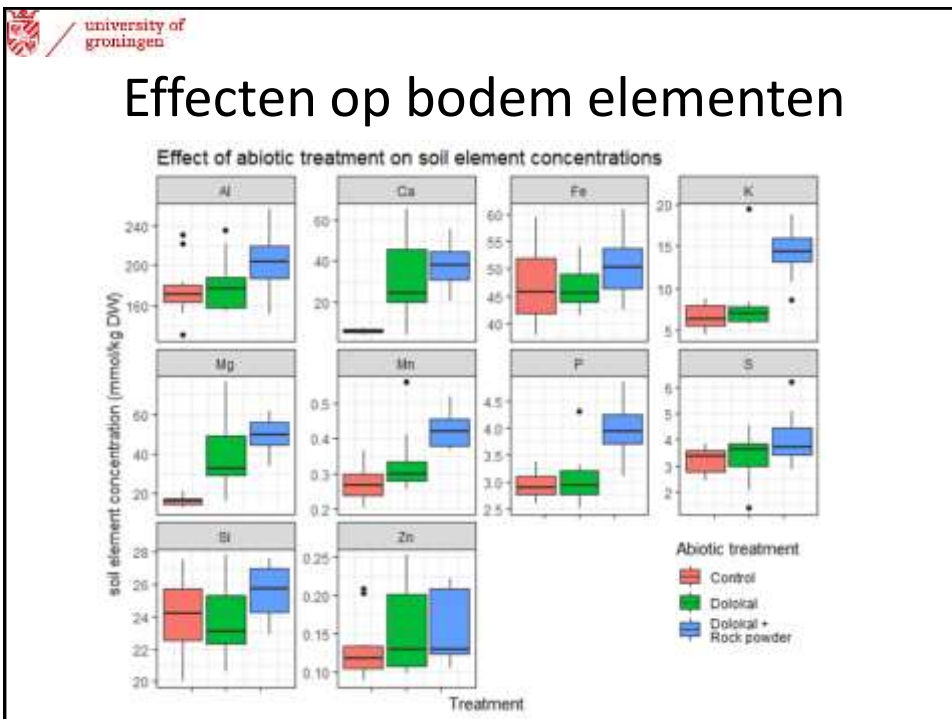 university of
groningen
Effecten op bodem elementen
Effect of abiotic treatment on soil element concentrations
Al
Ca
Fe
K
240
200
160
60
40
20
60
55
50
45
40
20
15
10
5
Mg
Mn
P
S
60
40
20
0.5
0.4
0.3
0.2
4.5
4.0
3.5
3.0
2.5
6
5
4
3
2
Si
Zn
28
26
24
22
20
0.25
0.20
0.15
0.10
soil element concentration (mmol/kg DW)
Treatment
Abiotic treatment
Control
Dolokal
Dolokal +
Rock powder